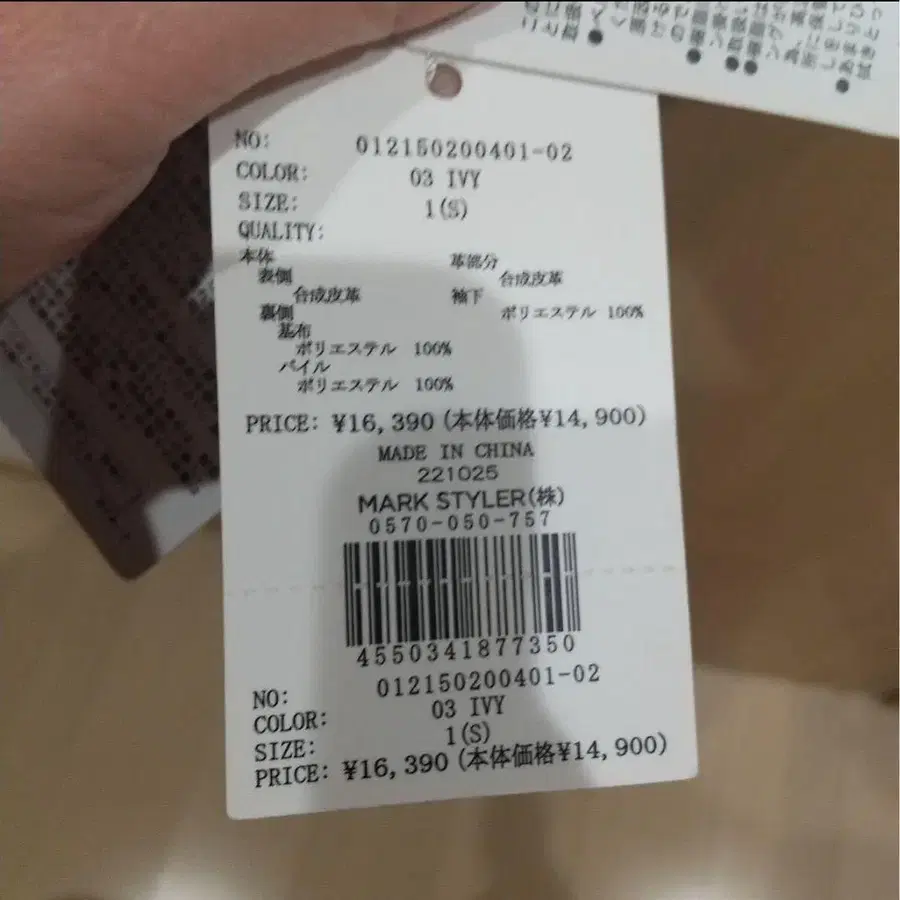 NO: 012150200401-02
COLOR: 03 IVY
SIZE: 1(S)
QUALITY:
本体 革部分
表側 合成皮革
合成皮革 袖下
裏側 ポリエステル 100%
基布
ポリエステル 100%
パイル
ポリエステル 100%
PRICE: ¥16,390(本体価格¥14,900)
MADE IN CHINA
221025
MARK STYLER(株)
0570-050-757
4550341877350
NO: 012150200401-02
COLOR: 03 IVY
SIZE: 1(S)
PRICE: ¥16,390(本体価格¥14,900)